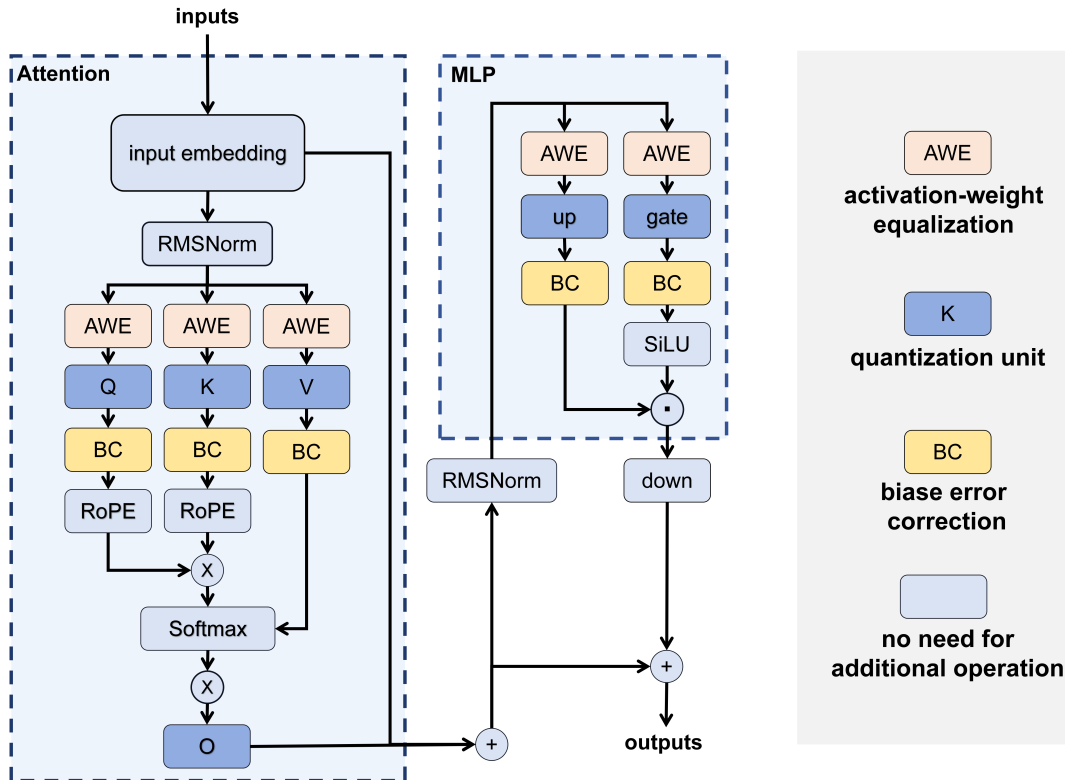 inputs
Attention
input embedding
RMSNorm
AWE AWE AWE
Q K V
BC BC BC
RoPE RoPE
X
Softmax
X
O
+
RMSNorm
MLP
AWE AWE
up gate
BC BC
SiLU
·
down
+
outputs
AWE
activation-weight
equalization
K
quantization unit
BC
biase error
correction
no need for
additional operation